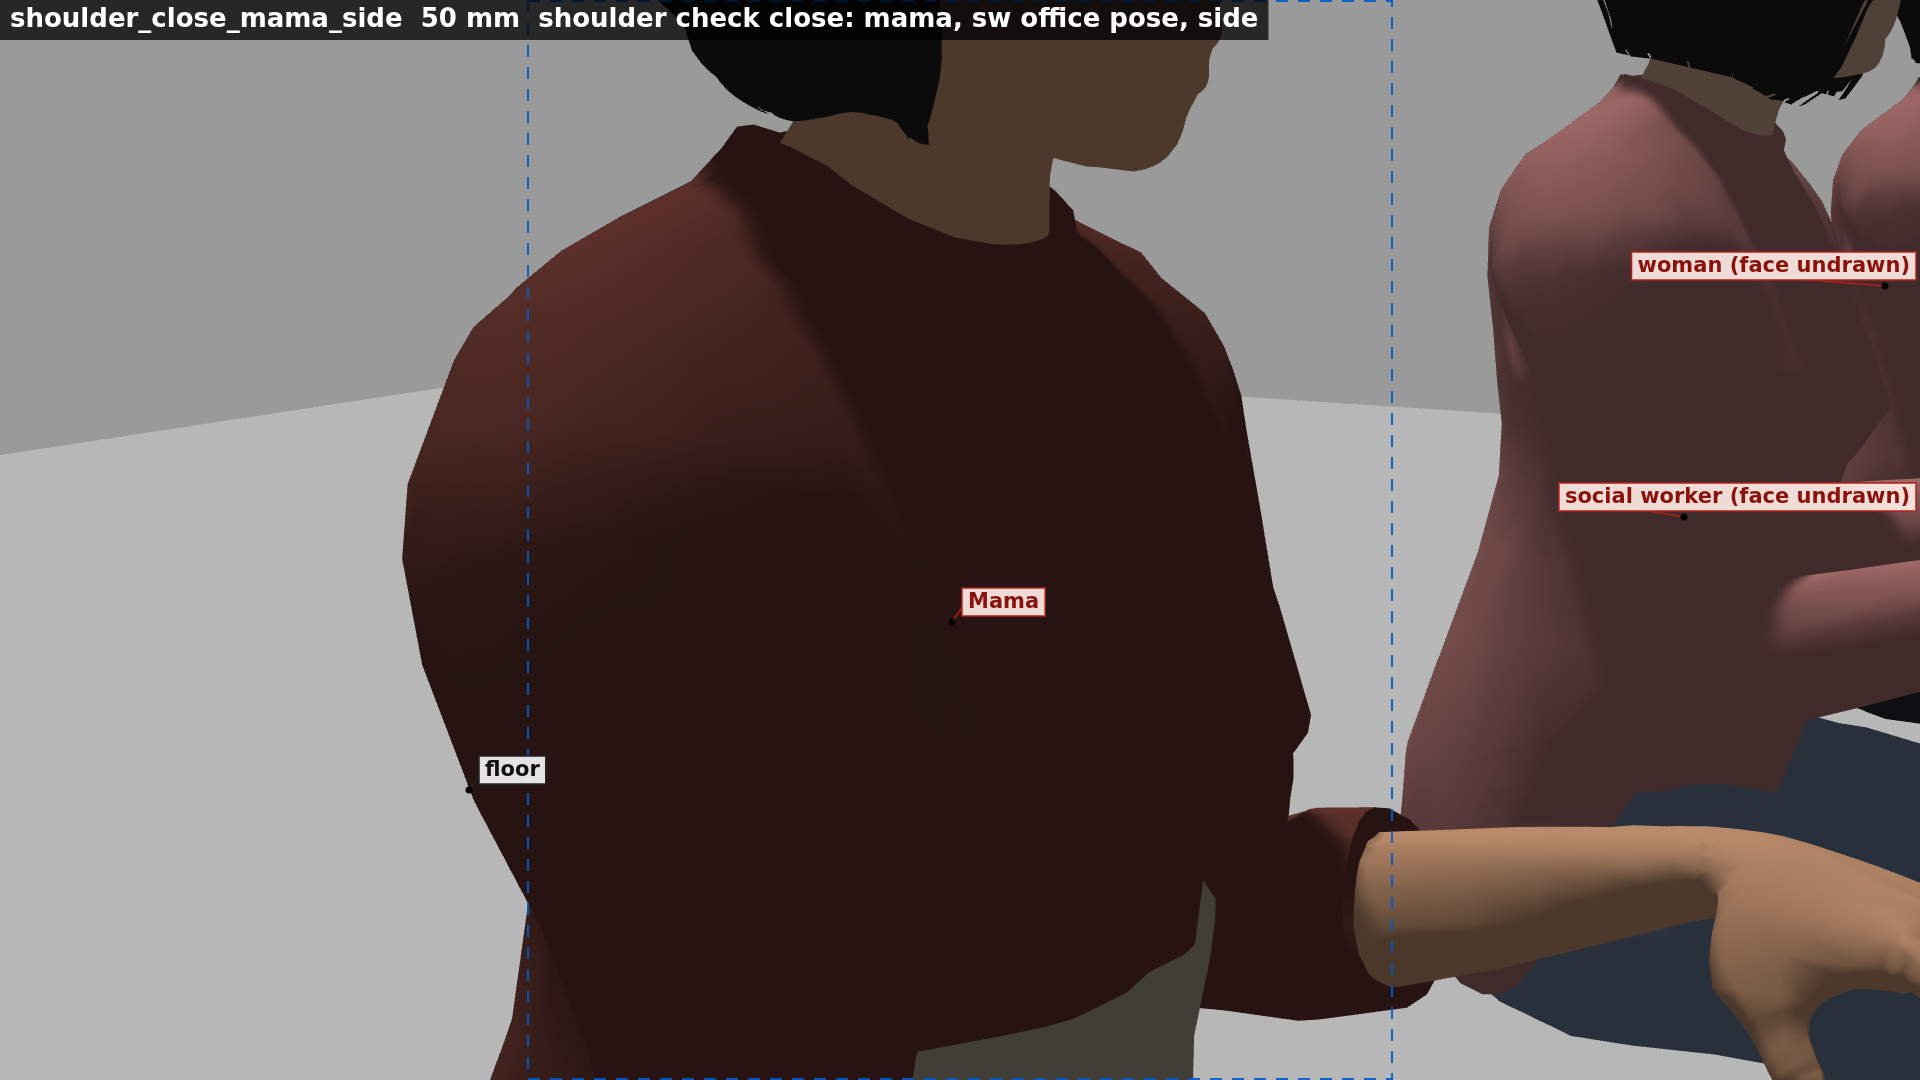 shoulder_close_mama_side 50 mm shoulder check close: mama, sw office pose, side
woman (face undrawn)
social worker (face undrawn)
Mama
floor